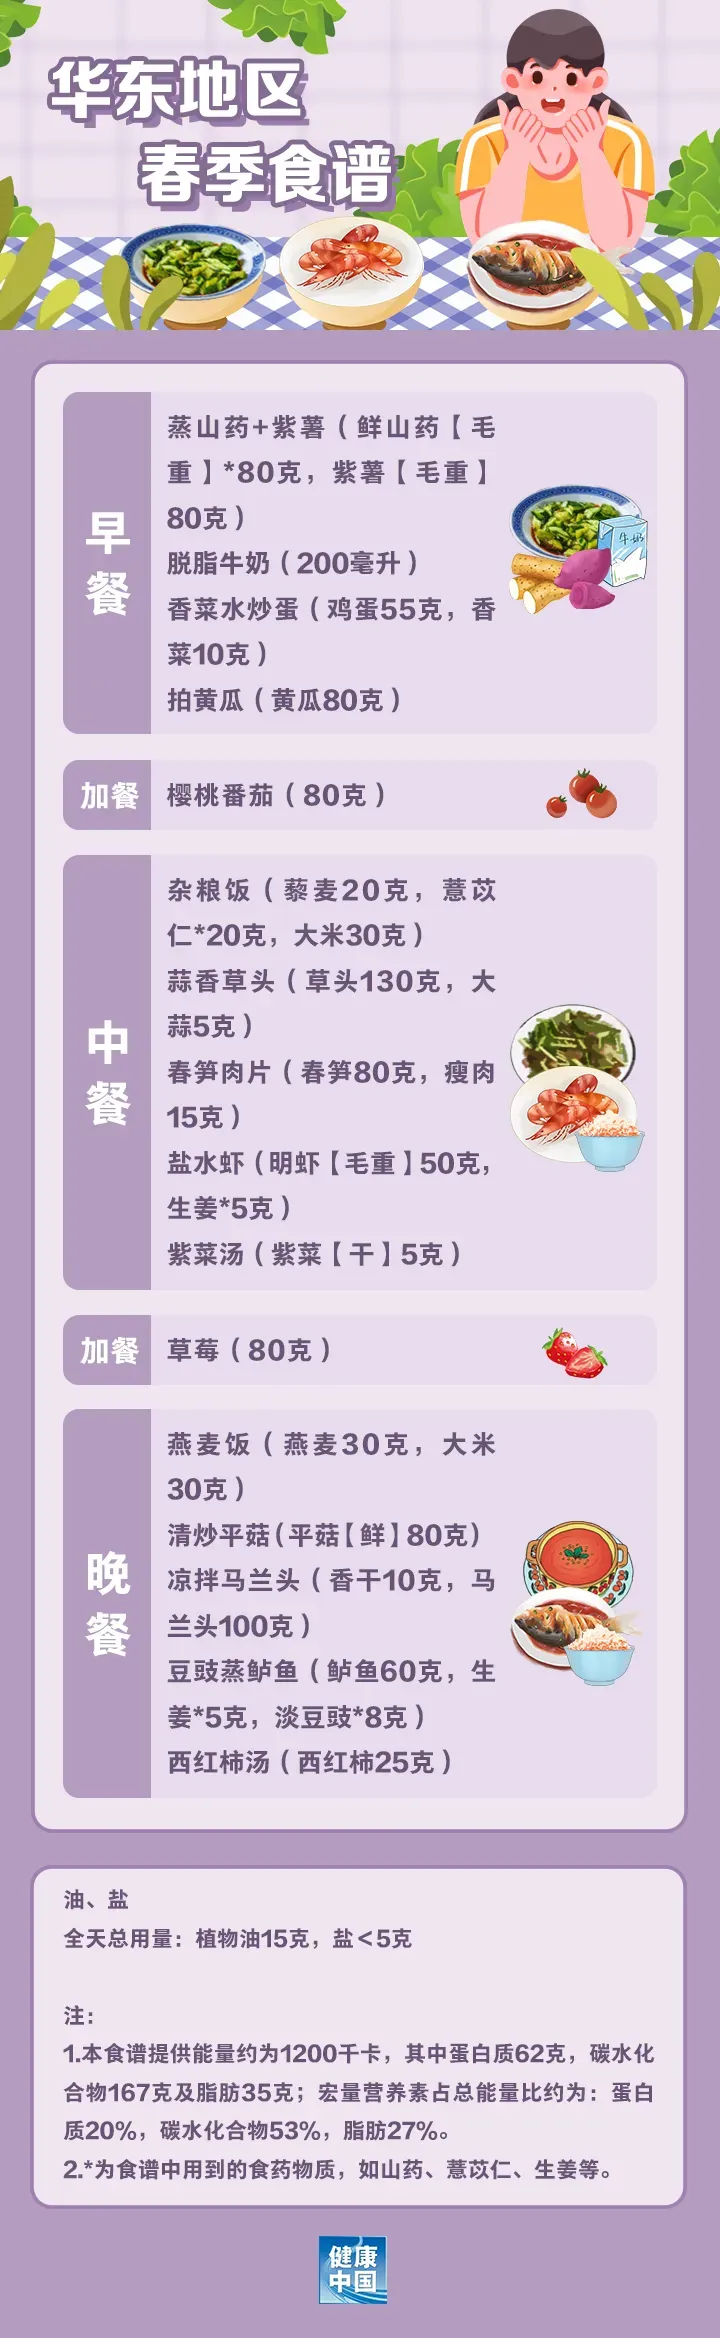 华东地区
春季食谱
早餐
蒸山药+紫薯（鲜山药【毛
重】*80克，紫薯【毛重】
80克）
脱脂牛奶（200毫升）
香菜水炒蛋（鸡蛋55克，香
菜10克）
拍黄瓜（黄瓜80克）
牛奶
加餐
樱桃番茄（80克）
中餐
杂粮饭（藜麦20克，薏苡
仁*20克，大米30克）
蒜香草头（草头130克，大
蒜5克）
春笋肉片（春笋80克，瘦肉
15克）
盐水虾（明虾【毛重】50克，
生姜*5克）
紫菜汤（紫菜【干】5克）
加餐
草莓（80克）
晚餐
燕麦饭（燕麦30克，大米
30克）
清炒平菇（平菇【鲜】80克）
凉拌马兰头（香干10克，马
兰头100克）
豆豉蒸鲈鱼（鲈鱼60克，生
姜*5克，淡豆豉*8克）
西红柿汤（西红柿25克）
油、盐
全天总用量：植物油15克，盐＜5克
注：
1.本食谱提供能量约为1200千卡，其中蛋白质62克，碳水化
合物167克及脂肪35克；宏量营养素占总能量比约为：蛋白
质20%，碳水化合物53%，脂肪27%。
2.*为食谱中用到的食药物质，如山药、薏苡仁、生姜等。
健康
中国